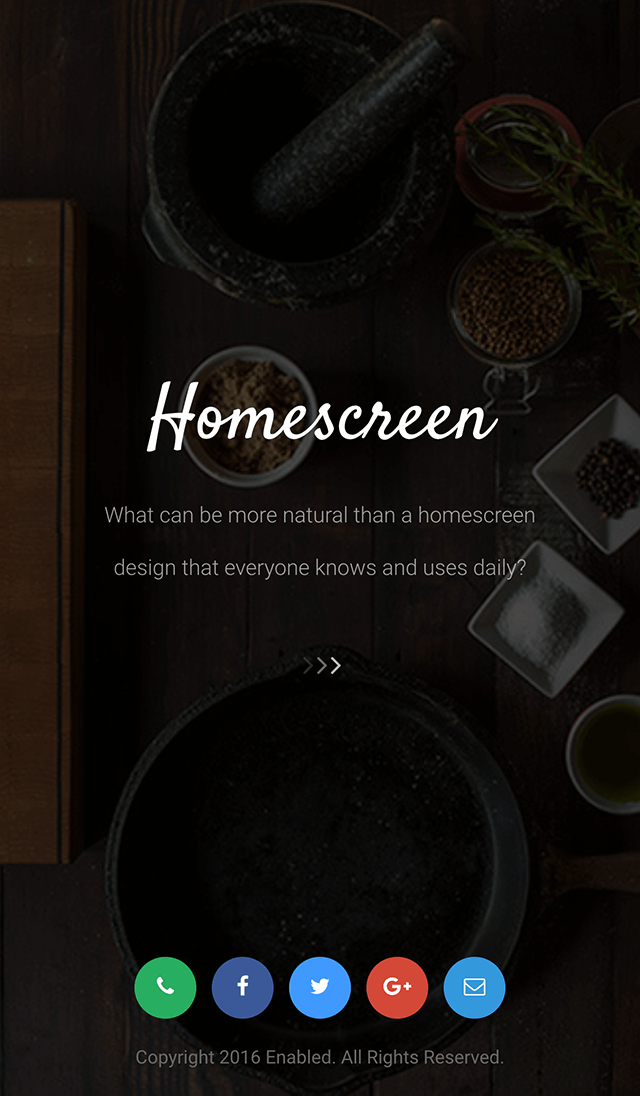 Homescreen
What can be more natural than a homescreen
design that everyone knows and uses daily?
G+
Copyright 2016 Enabled. All Rights Reserved.